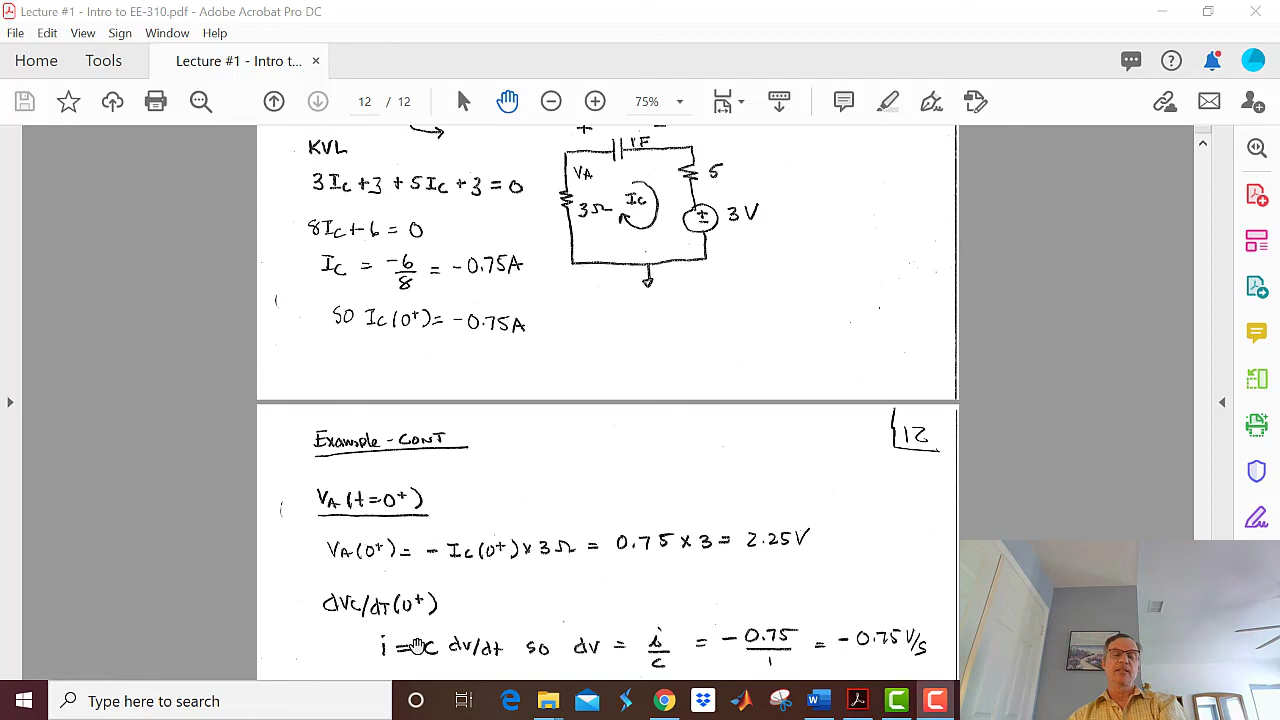 Lecture #1 - Intro to EE-310.pdf - Adobe Acrobat Pro DC
File Edit View Sign Window Help
Home Tools Lecture #1 - Intro t... ×
12 / 12 75%
KVL
3Ic+3 + 5Ic + 3 = 0
8Ic + 6 = 0
Ic = -6/8 = -0.75A
SO Ic(0+) = -0.75A
+ -
1F
VA
5
3Ω
Ic
+
3V
Example - CONT
12
VA (t=0+)
VA(0+) = - Ic(0+) × 3Ω = 0.75 × 3 = 2.25V
dVc/dT(0+)
i = C dv/dt so dv = i/c = -0.75/1 = -0.75 V/s
Type here to search